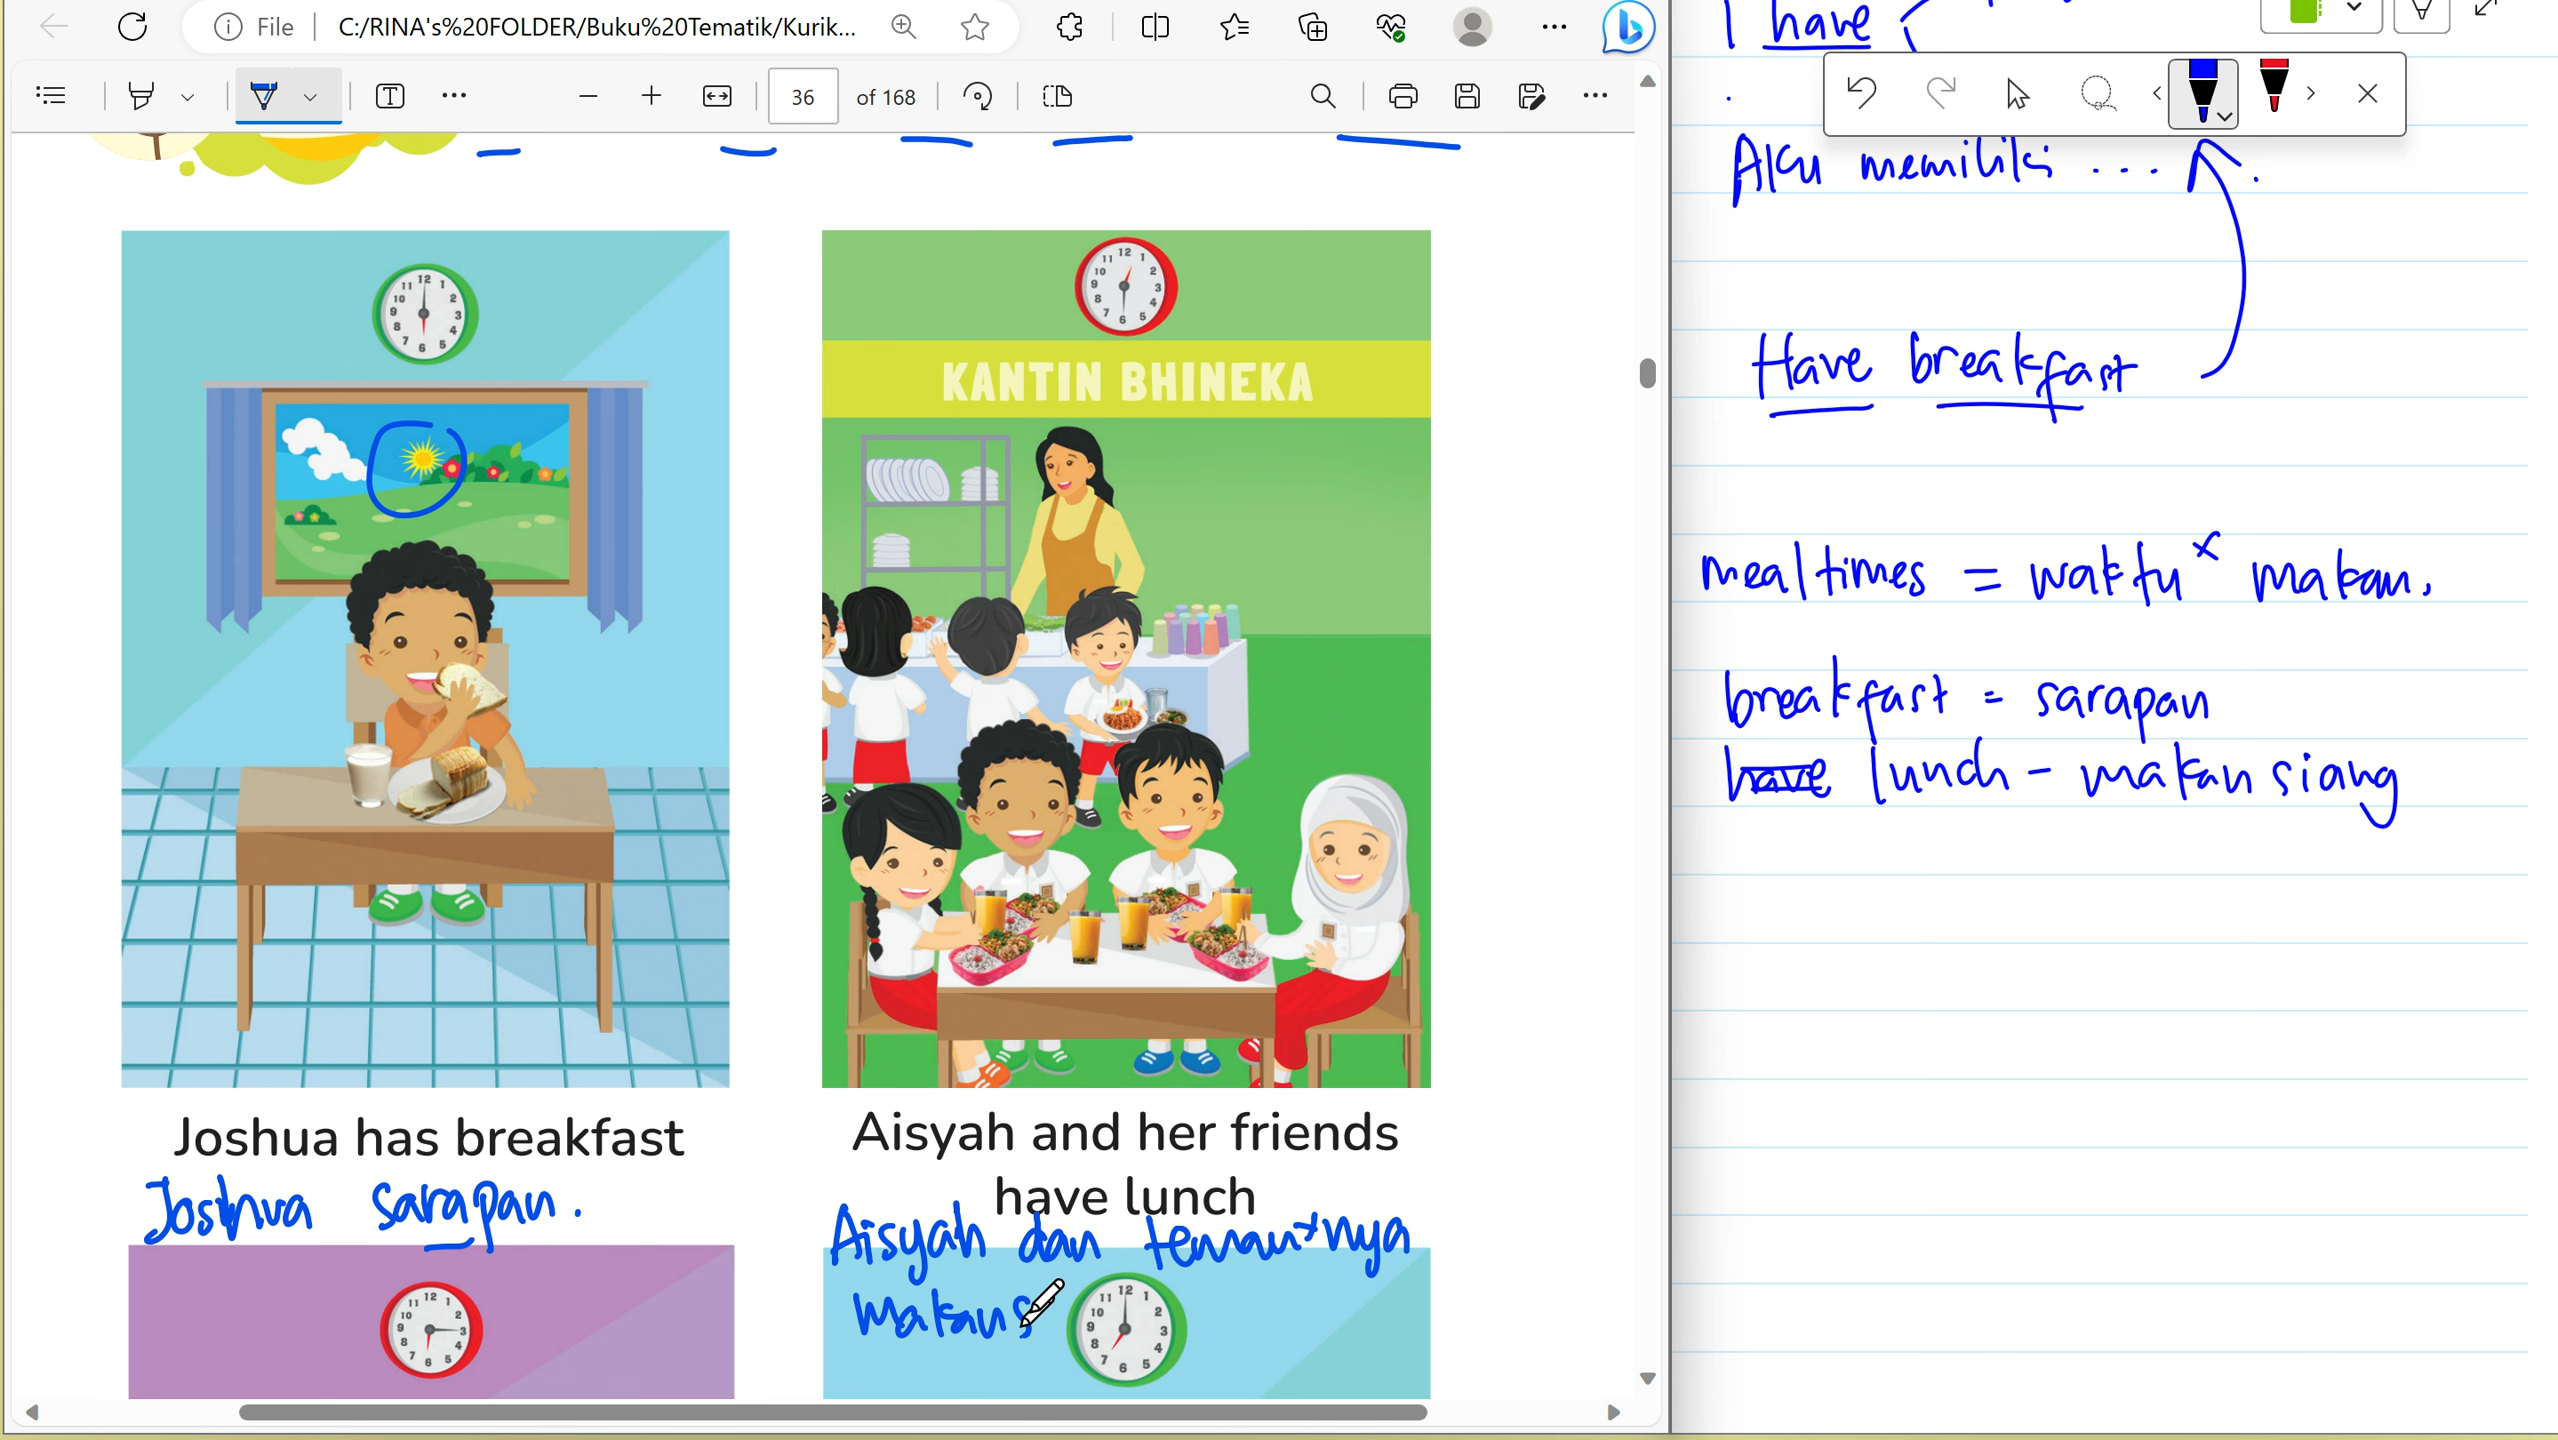 File
C:/RINA's%20FOLDER/Buku%20Tematik/Kurik...
36 of 168
KANTIN BHINEKA
Joshua has breakfast
Joshua sarapan.
Aisyah and her friends
have lunch
Aisyah dan teman²nya
makan s
I have
Aku memiliki ... .
Have breakfast
mealtimes = waktu² makan.
breakfast = sarapan
have lunch - makan siang